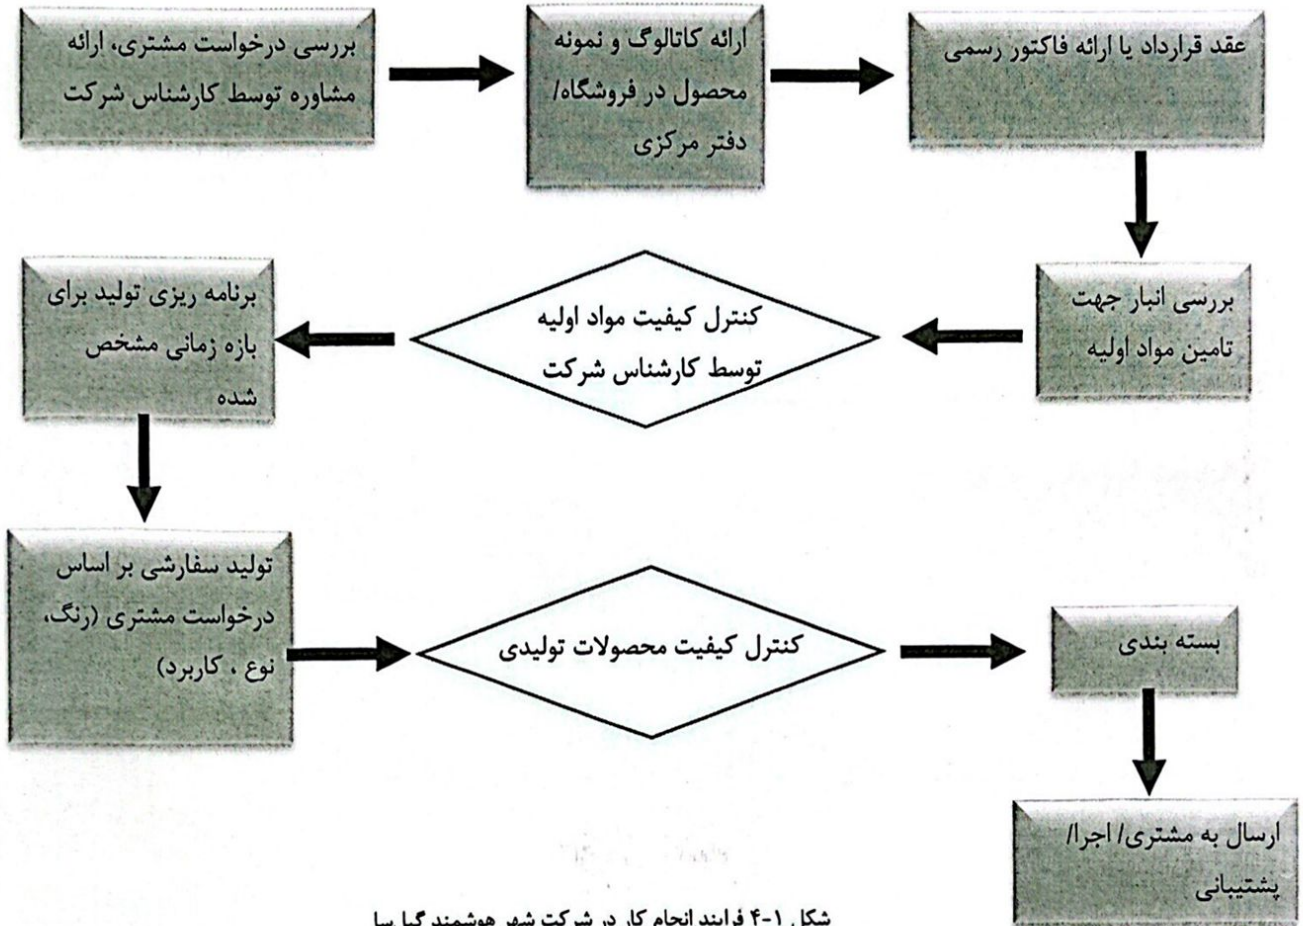 بررسی درخواست مشتری، ارائه
مشاوره توسط کارشناس شرکت
ارائه کاتالوگ و نمونه
محصول در فروشگاه/
دفتر مرکزی
عقد قرارداد یا ارائه فاکتور رسمی
بررسی انبار جهت
تامین مواد اولیه
کنترل کیفیت مواد اولیه
توسط کارشناس شرکت
برنامه ریزی تولید برای
بازه زمانی مشخص
شده
تولید سفارشی بر اساس
درخواست مشتری (رنگ،
نوع ، کاربرد)
کنترل کیفیت محصولات تولیدی
بسته بندی
ارسال به مشتری/ اجرا/
پشتیبانی
شکل ۱-۴ فرایند انجام کار در شرکت شهر هوشمند